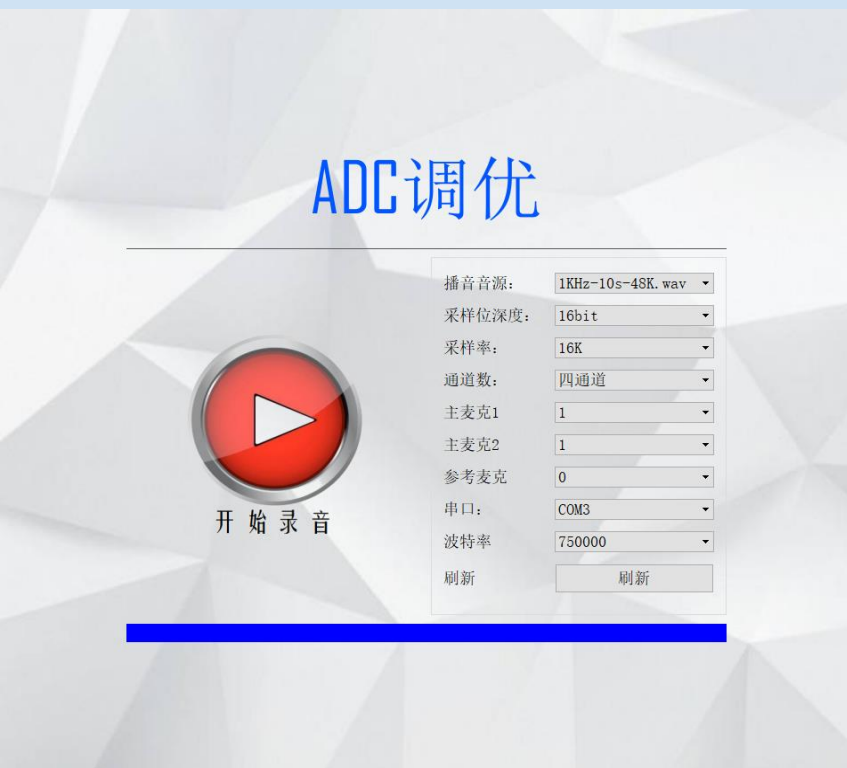 ADC调优
播音音源: 1KHz-10s-48K.wav
采样位深度: 16bit
采样率: 16K
通道数: 四通道
主麦克1 1
主麦克2 1
参考麦克 0
串口: COM3
波特率 750000
刷新 刷新
开始录音